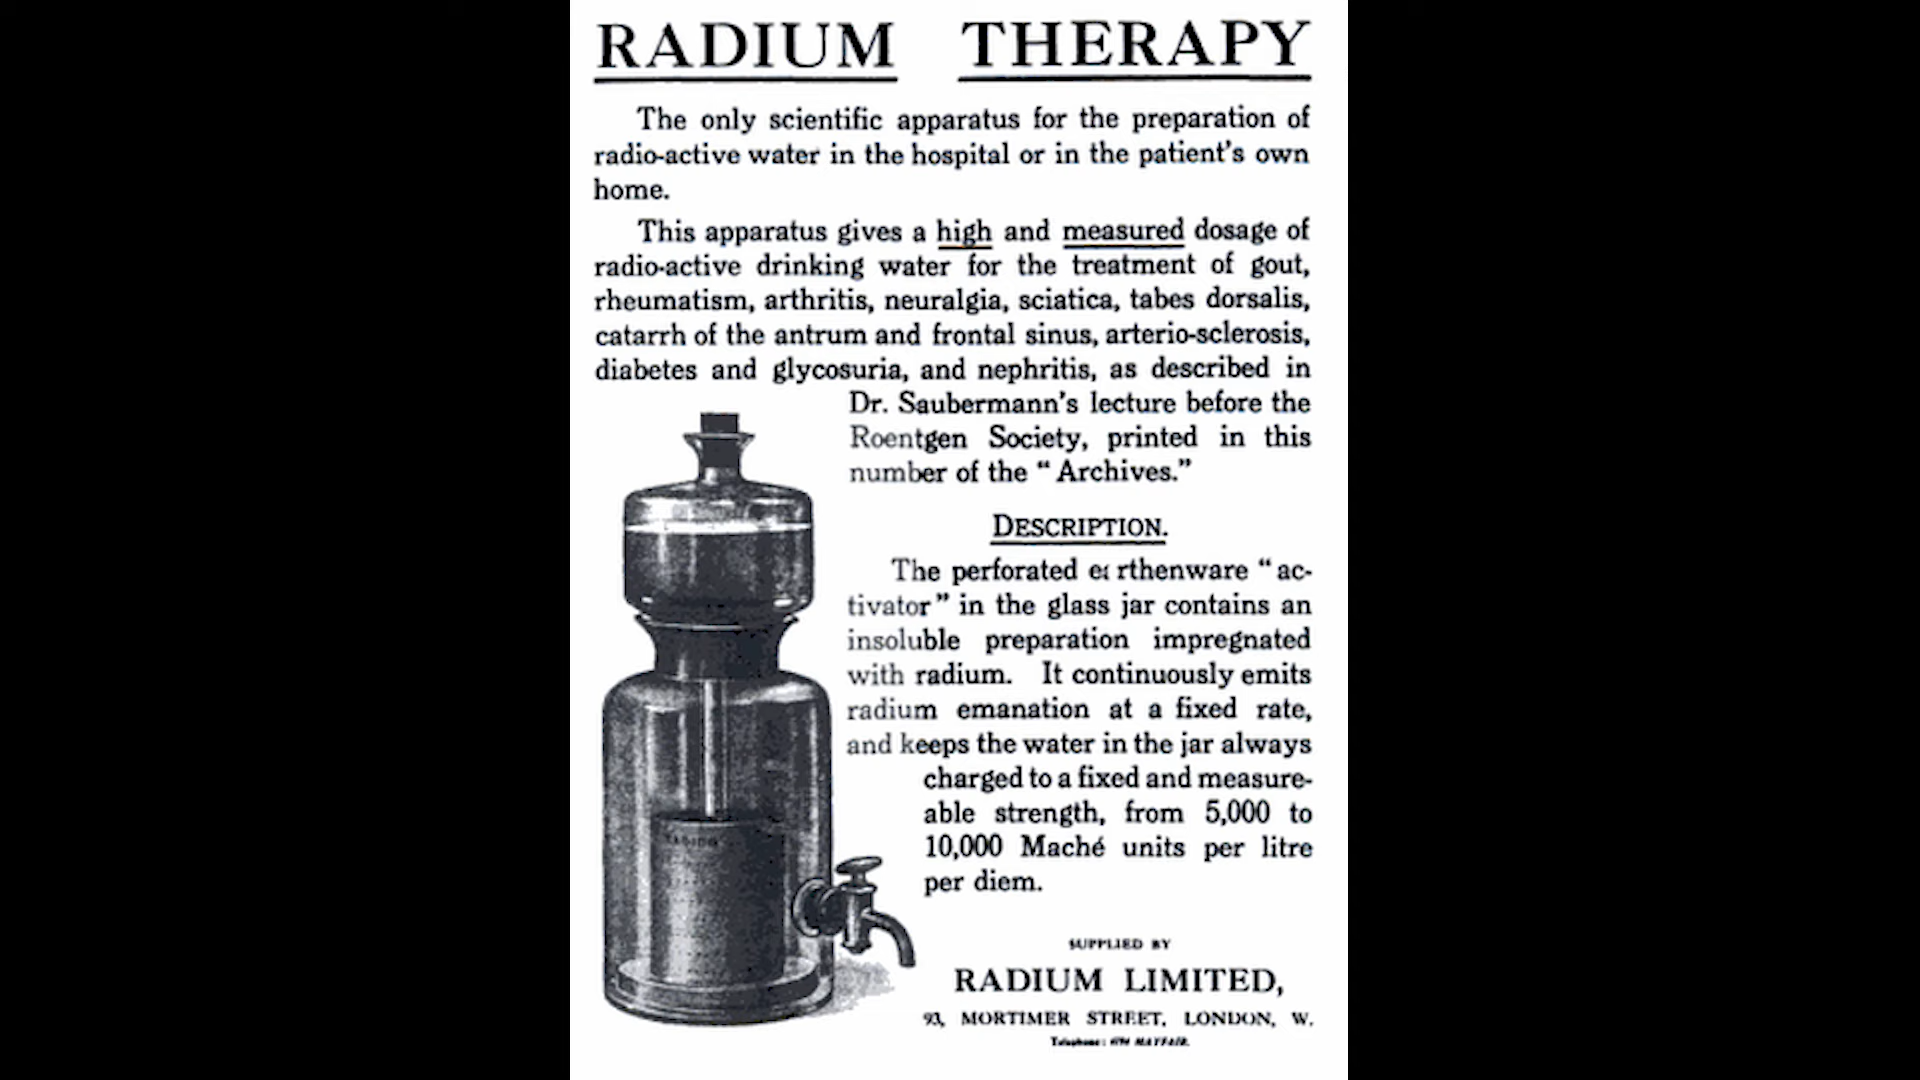 RADIUM THERAPY
The only scientific apparatus for the preparation of
radio-active water in the hospital or in the patient's own
home.
This apparatus gives a high and measured dosage of
radio-active drinking water for the treatment of gout,
rheumatism, arthritis, neuralgia, sciatica, tabes dorsalis,
catarrh of the antrum and frontal sinus, arterio-sclerosis,
diabetes and glycosuria, and nephritis, as described in
Dr. Saubermann's lecture before the
Roentgen Society, printed in this
number of the “Archives.”
DESCRIPTION.
The perforated earthenware “ac-
tivator” in the glass jar contains an
insoluble preparation impregnated
with radium. It continuously emits
radium emanation at a fixed rate,
and keeps the water in the jar always
charged to a fixed and measure-
able strength, from 5,000 to
10,000 Maché units per litre
per diem.
SUPPLIED BY
RADIUM LIMITED,
93, MORTIMER STREET, LONDON, W.
Telephone: MAYFAIR.